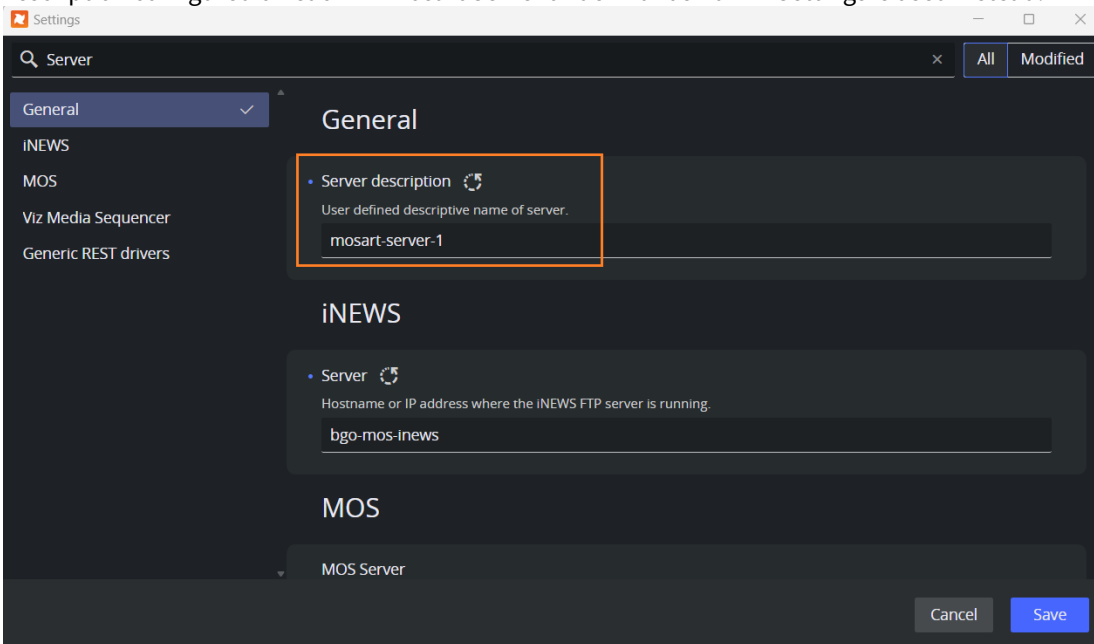 Settings
Server
All
Modified
General
iNEWS
MOS
Viz Media Sequencer
Generic REST drivers
General
Server description
User defined descriptive name of server.
mosart-server-1
iNEWS
Server
Hostname or IP address where the iNEWS FTP server is running.
bgo-mos-inews
MOS
MOS Server
Cancel
Save